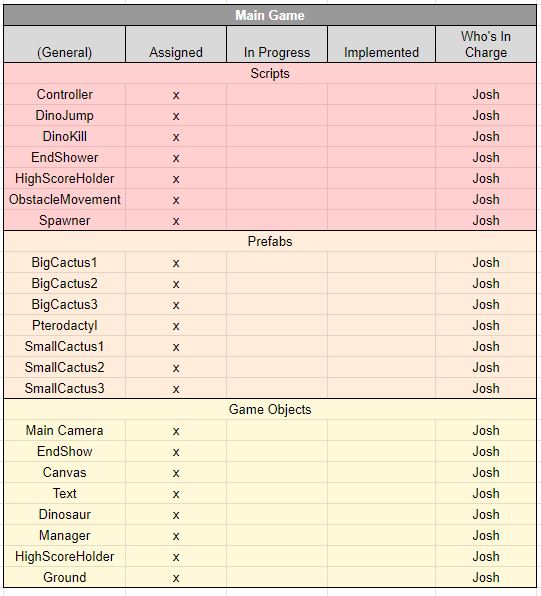 Main Game
(General) Assigned In Progress Implemented Who's In Charge
Scripts
Controller x Josh
DinoJump x Josh
DinoKill x Josh
EndShower x Josh
HighScoreHolder x Josh
ObstacleMovement x Josh
Spawner x Josh
Prefabs
BigCactus1 x Josh
BigCactus2 x Josh
BigCactus3 x Josh
Pterodactyl x Josh
SmallCactus1 x Josh
SmallCactus2 x Josh
SmallCactus3 x Josh
Game Objects
Main Camera x Josh
EndShow x Josh
Canvas x Josh
Text x Josh
Dinosaur x Josh
Manager x Josh
HighScoreHolder x Josh
Ground x Josh